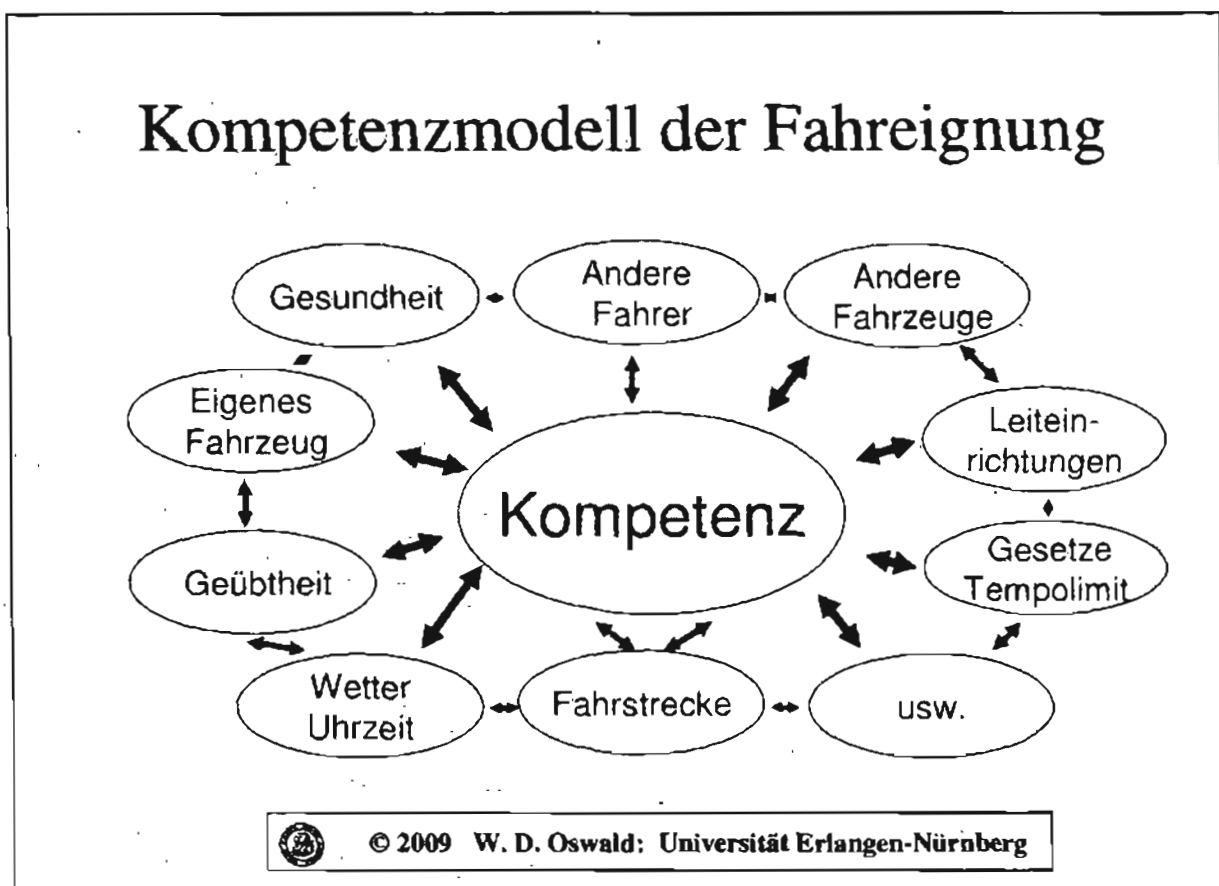 Kompetenzmodell der Fahreignung
Gesundheit
Andere
Fahrer
Andere
Fahrzeuge
Eigenes
Fahrzeug
Leitein-
richtungen
Kompetenz
Geübtheit
Gesetze
Tempolimit
Wetter
Uhrzeit
Fahrstrecke
usw.
© 2009 W. D. Oswald: Universität Erlangen-Nürnberg